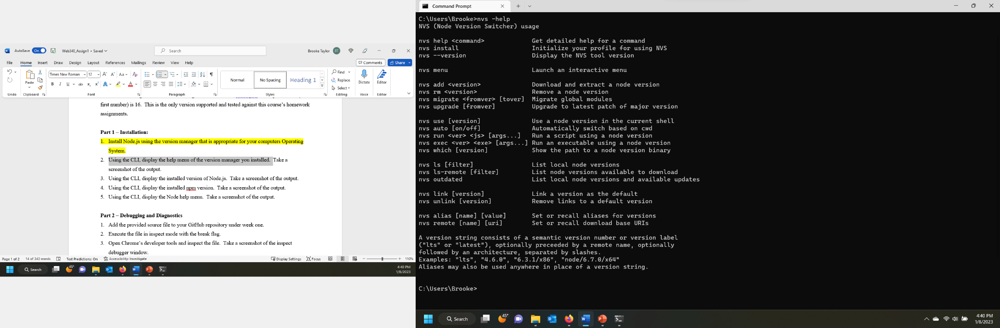 AutoSave On Web340_Assign1 • Saved Search Brooke Taylor BT
File Home Insert Draw Design Layout References Mailings Review View Help Comments Share
Times New Roman 12 Aa
Paste
Normal No Spacing Heading 1
Find
Replace
Select
Dictate Editor
Undo Clipboard Font Paragraph Styles Editing Voice Editor
first number) is 16. This is the only version supported and tested against this course's homework
assignments.
Part 1 – Installation:
1. Install Node.js using the version manager that is appropriate for your computers Operating
System.
2. Using the CLI, display the help menu of the version manager you installed. Take a
screenshot of the output.
3. Using the CLI, display the installed version of Node.js. Take a screenshot of the output.
4. Using the CLI, display the installed npm version. Take a screenshot of the output.
5. Using the CLI, display the Node help menu. Take a screenshot of the output.
Part 2 – Debugging and Diagnostics
1. Add the provided source file to your GitHub repository under week one.
2. Execute the file in inspect mode with the break flag.
3. Open Chrome's developer tools and inspect the file. Take a screenshot of the inspect
debugger window.
Page 1 of 2 14 of 343 words Text Predictions: On Accessibility: Investigate Display Settings Focus 110%
Search 45° 4:40 PM
1/8/2023
Command Prompt
C:\Users\Brooke>nvs -help
NVS (Node Version Switcher) usage
nvs help <command> Get detailed help for a command
nvs install Initialize your profile for using NVS
nvs --version Display the NVS tool version
nvs menu Launch an interactive menu
nvs add <version> Download and extract a node version
nvs rm <version> Remove a node version
nvs migrate <fromver> [tover] Migrate global modules
nvs upgrade [fromver] Upgrade to latest patch of major version
nvs use [version] Use a node version in the current shell
nvs auto [on/off] Automatically switch based on cwd
nvs run <ver> <js> [args...] Run a script using a node version
nvs exec <ver> <exe> [args...] Run an executable using a node version
nvs which [version] Show the path to a node version binary
nvs ls [filter] List local node versions
nvs ls-remote [filter] List node versions available to download
nvs outdated List local node versions and available updates
nvs link [version] Link a version as the default
nvs unlink [version] Remove links to a default version
nvs alias [name] [value] Set or recall aliases for versions
nvs remote [name] [uri] Set or recall download base URIs
A version string consists of a semantic version number or version label
("lts" or "latest"), optionally preceeded by a remote name, optionally
followed by an architecture, separated by slashes.
Examples: "lts", "4.6.0", "6.3.1/x86", "node/6.7.0/x64"
Aliases may also be used anywhere in place of a version string.
C:\Users\Brooke>
Search 45° 4:40 PM
1/8/2023